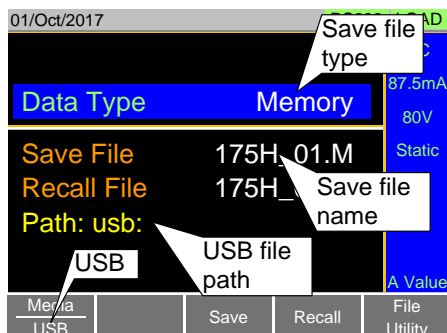 01/Oct/2017
Save file
type
87.5mA
Data Type Memory
80V
Save File 175H_01.M
Static
Recall File 175H_
Save file
name
Path: usb:
USB file
path
USB
A Value
Media
USB
Save
Recall
File
Utility